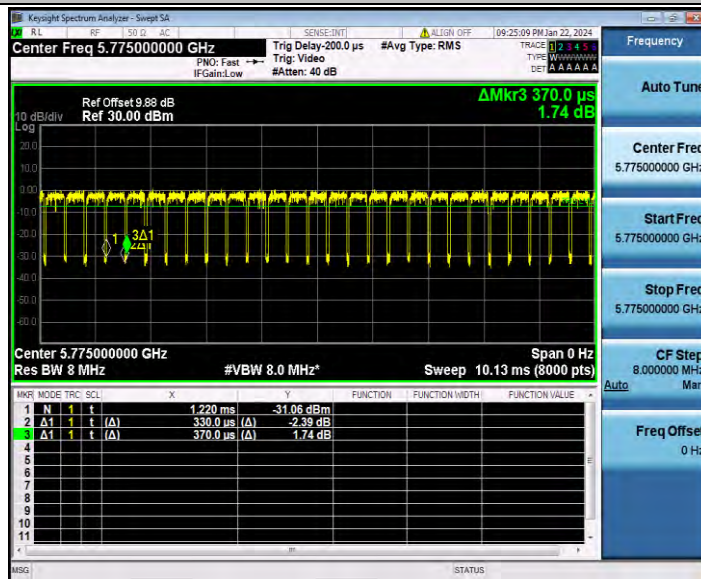 Keysight Spectrum Analyzer - Swept SA
RL RF 50 Ω AC SENSE:INT ALIGN OFF 09:25:09 PM Jan 22, 2024
Center Freq 5.775000000 GHz Trig Delay-200.0 µs #Avg Type: RMS TRACE 1 2 3 4 5 6
PNO: Fast Trig: Video TYPE WWWWWW
IFGain:Low #Atten: 40 dB DET A A A A A A
ΔMkr3 370.0 µs
1.74 dB
Ref Offset 9.88 dB
10 dB/div Ref 30.00 dBm
Log
20.0
10.0
0.00
-10.0
-20.0
-30.0
-40.0
-50.0
-60.0
1 3Δ1
2Δ1
Center 5.775000000 GHz Span 0 Hz
Res BW 8 MHz #VBW 8.0 MHz* Sweep 10.13 ms (8000 pts)
MKR MODE TRC SCL X Y FUNCTION FUNCTION WIDTH FUNCTION VALUE
1 N 1 t 1.220 ms -31.06 dBm
2 Δ1 1 t (Δ) 330.0 µs (Δ) -2.39 dB
3 Δ1 1 t (Δ) 370.0 µs (Δ) 1.74 dB
4
5
6
7
8
9
10
11
MSG STATUS
Frequency
Auto Tune
Center Freq
5.775000000 GHz
Start Freq
5.775000000 GHz
Stop Freq
5.775000000 GHz
CF Step
8.000000 MHz
Auto Man
Freq Offset
0 Hz